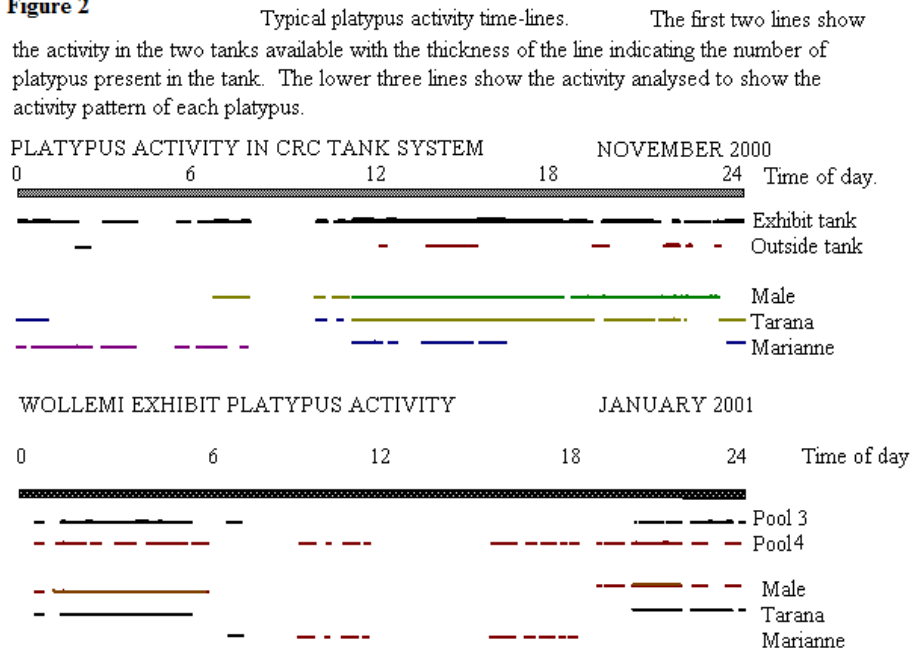 Figure 2
Typical platypus activity time-lines. The first two lines show
the activity in the two tanks available with the thickness of the line indicating the number of
platypus present in the tank. The lower three lines show the activity analysed to show the
activity pattern of each platypus.
PLATYPUS ACTIVITY IN CRC TANK SYSTEM NOVEMBER 2000
0 6 12 18 24 Time of day.
Exhibit tank
Outside tank
Male
Tarana
Marianne
WOLLEMI EXHIBIT PLATYPUS ACTIVITY JANUARY 2001
0 6 12 18 24 Time of day
Pool 3
Pool4
Male
Tarana
Marianne